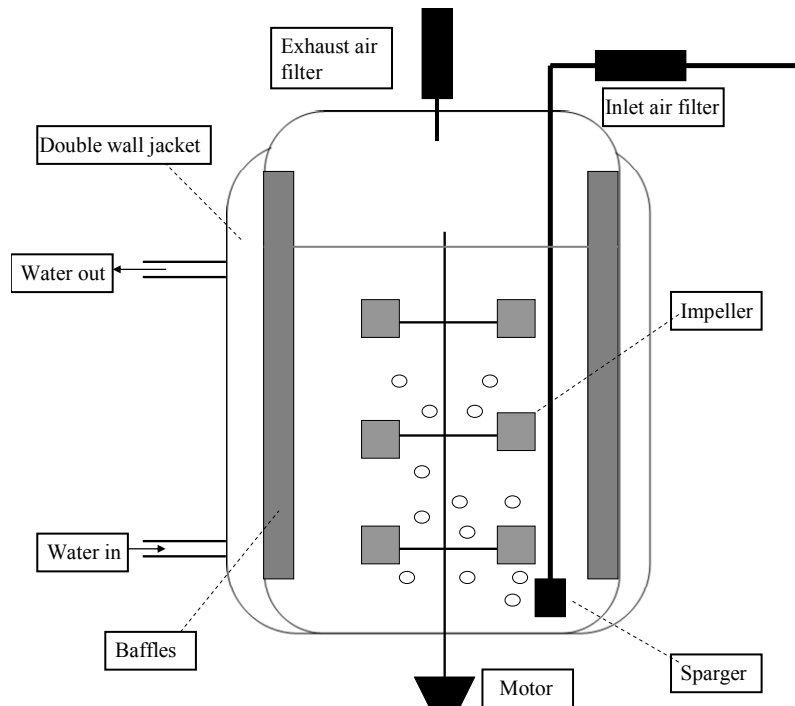 Exhaust air
filter
Inlet air filter
Double wall jacket
Water out
Impeller
Water in
Baffles
Sparger
Motor